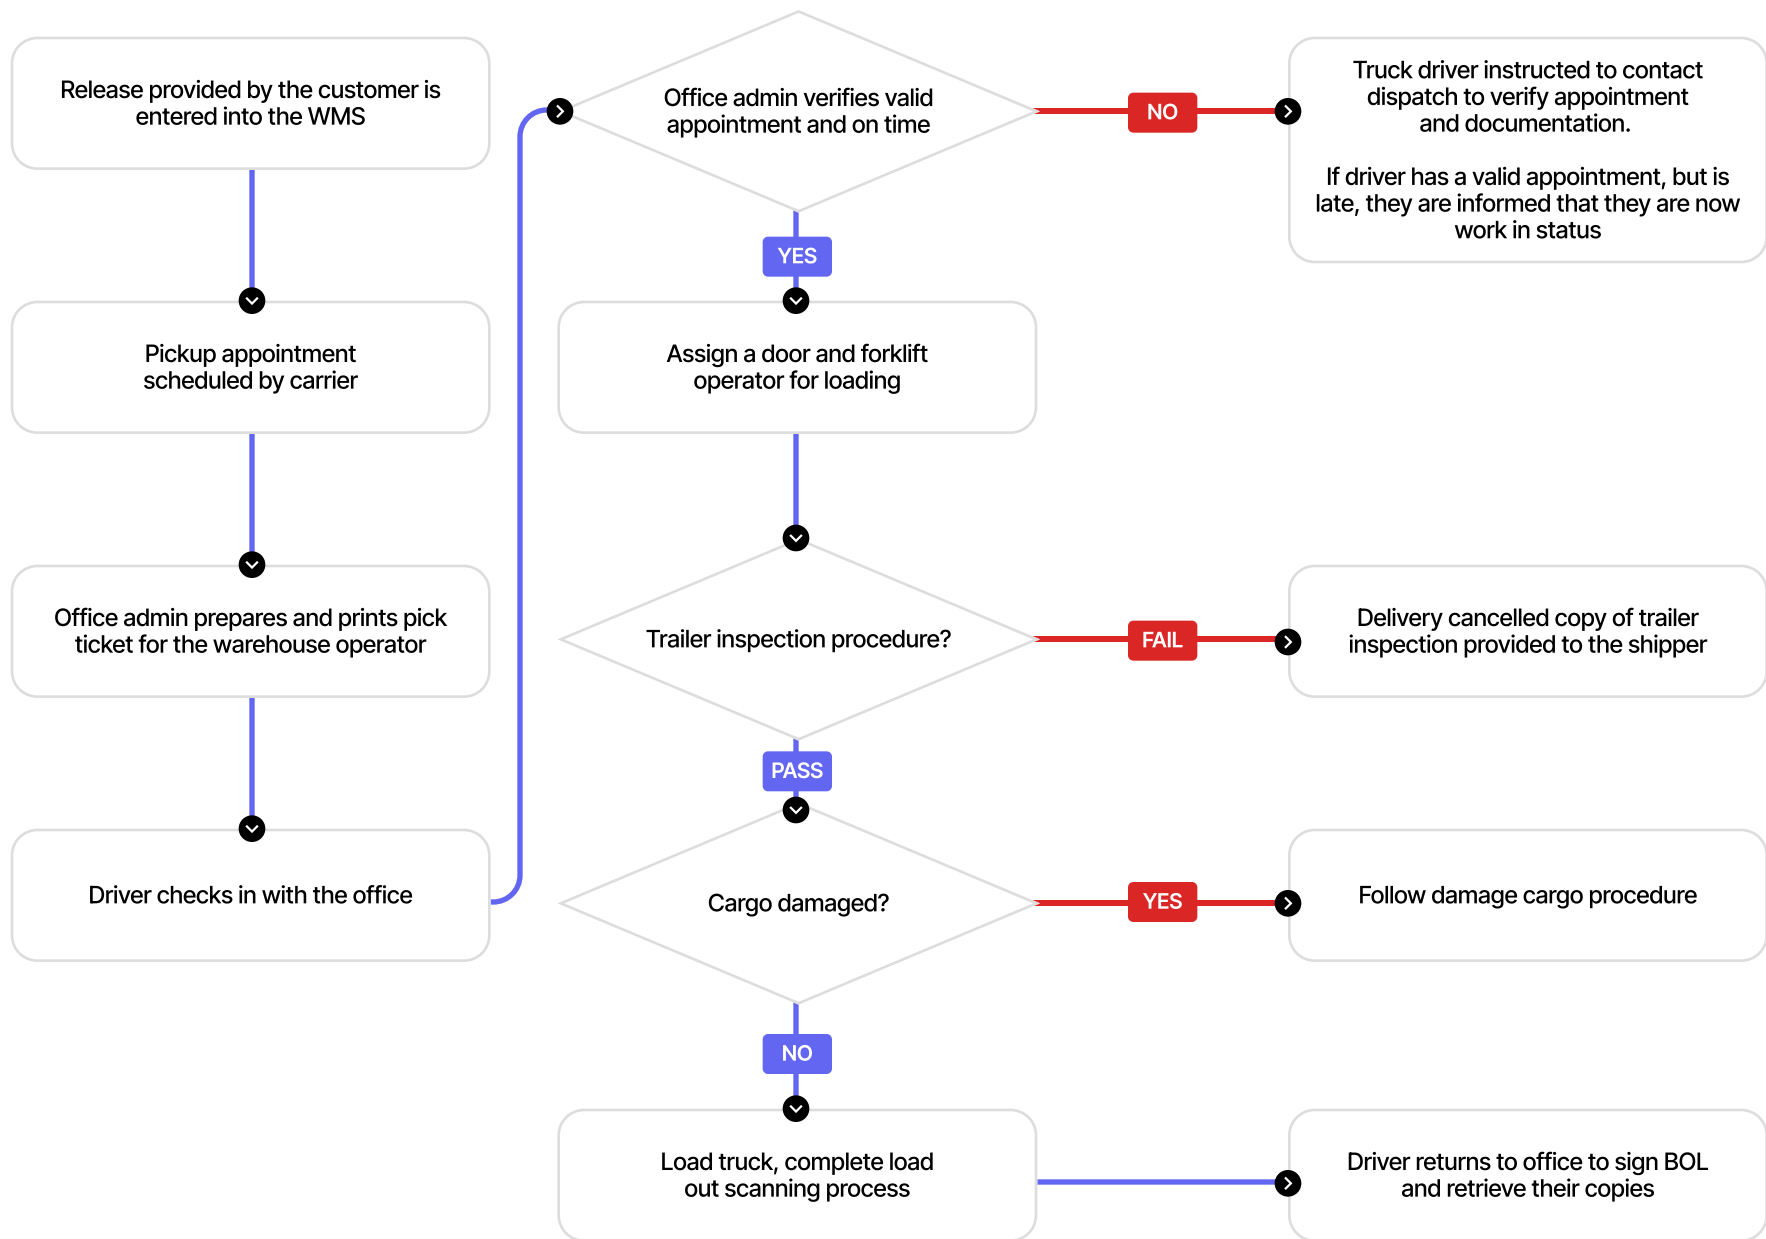 Release provided by the customer is
entered into the WMS
Pickup appointment
scheduled by carrier
Office admin prepares and prints pick
ticket for the warehouse operator
Driver checks in with the office
Office admin verifies valid
appointment and on time
NO
Truck driver instructed to contact
dispatch to verify appointment
and documentation.
If driver has a valid appointment, but is
late, they are informed that they are now
work in status
YES
Assign a door and forklift
operator for loading
Trailer inspection procedure?
FAIL
Delivery cancelled copy of trailer
inspection provided to the shipper
PASS
Cargo damaged?
YES
Follow damage cargo procedure
NO
Load truck, complete load
out scanning process
Driver returns to office to sign BOL
and retrieve their copies